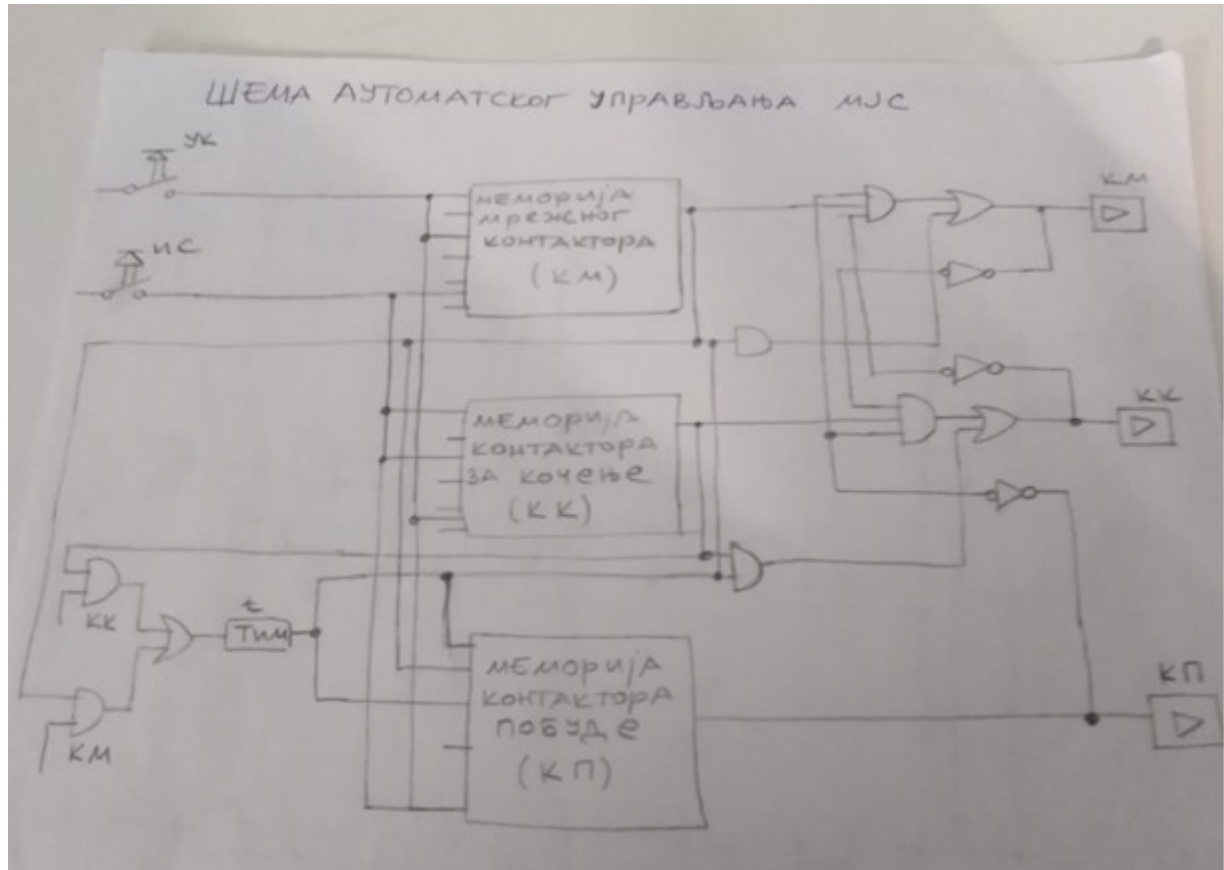 ШЕМА АУТОМАТСКОГ УПРАВЉАЊА МЈС
УК
ИС
МЕМОРИЈА
МРЕЖНОГ
КОНТАКТОРА
(КМ)
КМ
МЕМОРИЈА
КОНТАКТОРА
ЗА КОЧЕЊЕ
(КК)
КК
КК
t
ТИМ
КМ
МЕМОРИЈА
КОНТАКТОРА
ПОБУДЕ
(КП)
КП